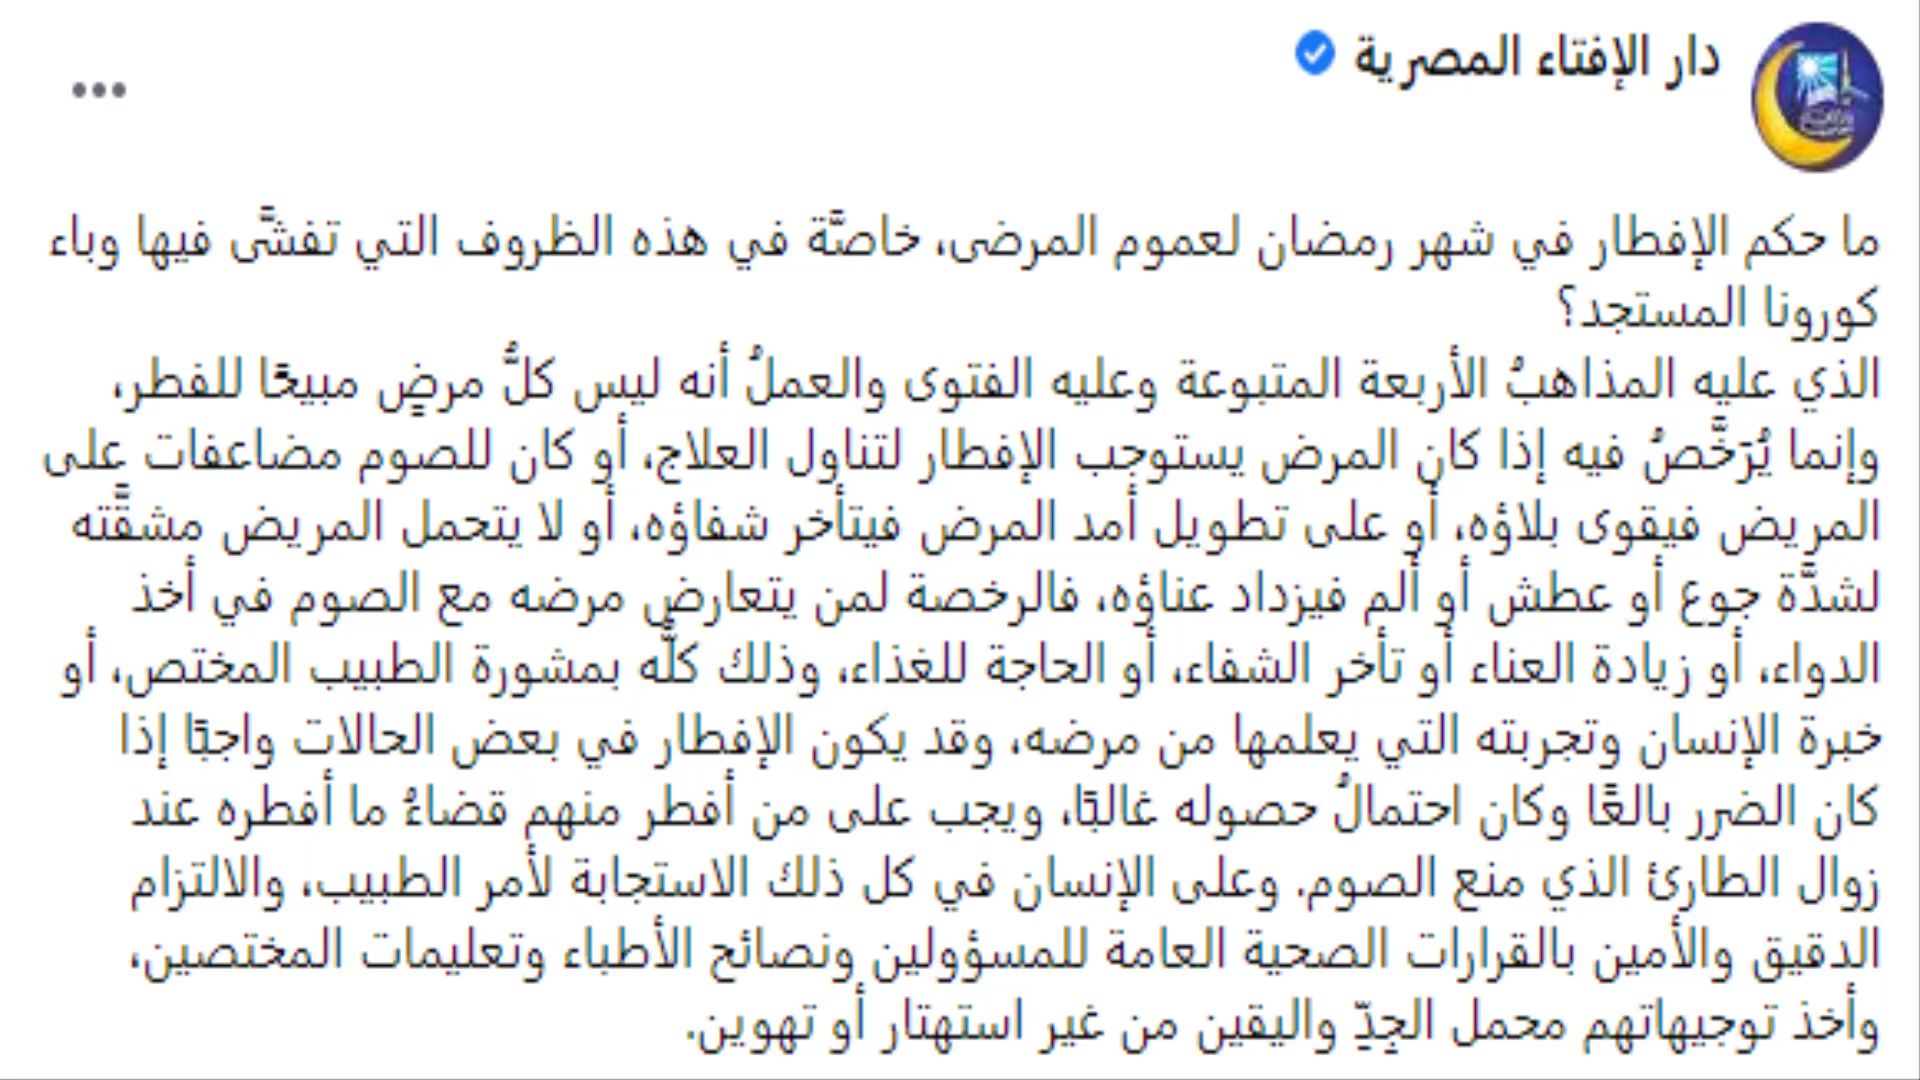 دار الإفتاء المصرية
ما حكم الإفطار في شهر رمضان لعموم المرضى، خاصَّة في هذه الظروف التي تفشَّى فيها وباء
كورونا المستجد؟
الذي عليه المذاهبُ الأربعة المتبوعة وعليه الفتوى والعملُ أنه ليس كلُّ مرضٍ مبيحًا للفطر،
وإنما يُرَخَّصُ فيه إذا كان المرض يستوجب الإفطار لتناول العلاج، أو كان للصوم مضاعفات على
المريض فيقوى بلاؤه، أو على تطويل أمد المرض فيتأخر شفاؤه، أو لا يتحمل المريض مشقَّته
لشدَّة جوع أو عطش أو ألم فيزداد عناؤه، فالرخصة لمن يتعارض مرضه مع الصوم في أخذ
الدواء، أو زيادة العناء أو تأخر الشفاء، أو الحاجة للغذاء، وذلك كلُّه بمشورة الطبيب المختص، أو
خبرة الإنسان وتجربته التي يعلمها من مرضه، وقد يكون الإفطار في بعض الحالات واجبًا إذا
كان الضرر بالغًا وكان احتمالُ حصوله غالبًا، ويجب على من أفطر منهم قضاءُ ما أفطره عند
زوال الطارئ الذي منع الصوم. وعلى الإنسان في كل ذلك الاستجابة لأمر الطبيب، والالتزام
الدقيق والأمين بالقرارات الصحية العامة للمسؤولين ونصائح الأطباء وتعليمات المختصين،
وأخذ توجيهاتهم محمل الجِدِّ واليقين من غير استهتار أو تهوين.